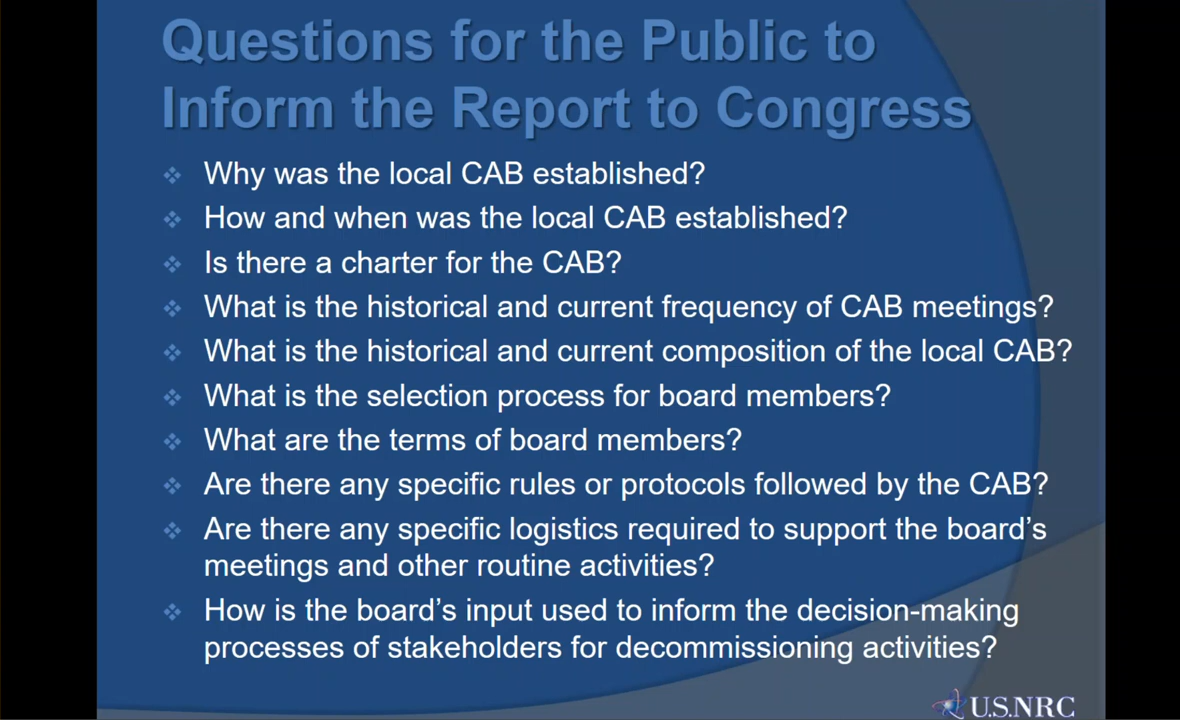 Questions for the Public to
Inform the Report to Congress
Why was the local CAB established?
How and when was the local CAB established?
Is there a charter for the CAB?
What is the historical and current frequency of CAB meetings?
What is the historical and current composition of the local CAB?
What is the selection process for board members?
What are the terms of board members?
Are there any specific rules or protocols followed by the CAB?
Are there any specific logistics required to support the board’s
meetings and other routine activities?
How is the board’s input used to inform the decision-making
processes of stakeholders for decommissioning activities?
U.S.NRC